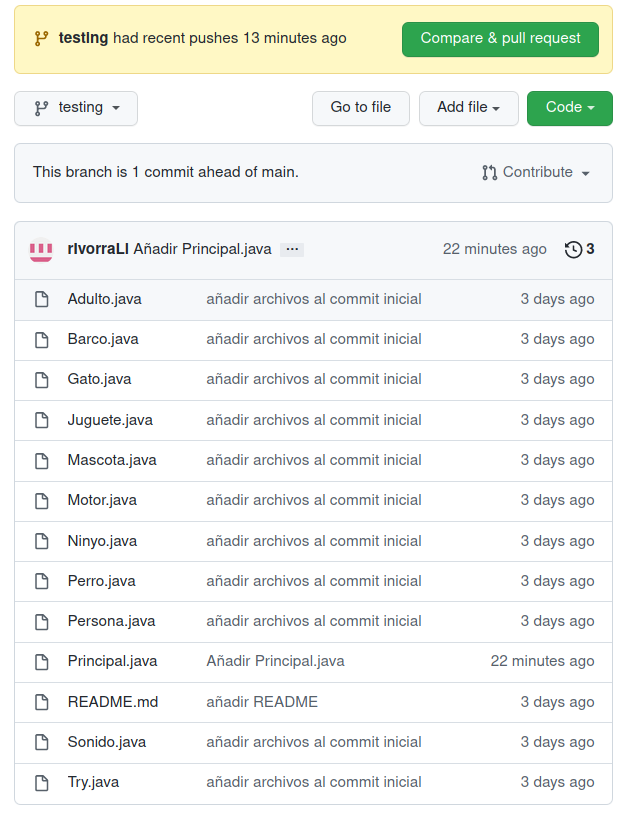 testing had recent pushes 13 minutes ago Compare & pull request
testing Go to file Add file Code
This branch is 1 commit ahead of main. Contribute
rIvorraLl Añadir Principal.java ... 22 minutes ago 3
Adulto.java añadir archivos al commit inicial 3 days ago
Barco.java añadir archivos al commit inicial 3 days ago
Gato.java añadir archivos al commit inicial 3 days ago
Juguete.java añadir archivos al commit inicial 3 days ago
Mascota.java añadir archivos al commit inicial 3 days ago
Motor.java añadir archivos al commit inicial 3 days ago
Ninyo.java añadir archivos al commit inicial 3 days ago
Perro.java añadir archivos al commit inicial 3 days ago
Persona.java añadir archivos al commit inicial 3 days ago
Principal.java Añadir Principal.java 22 minutes ago
README.md añadir README 3 days ago
Sonido.java añadir archivos al commit inicial 3 days ago
Try.java añadir archivos al commit inicial 3 days ago